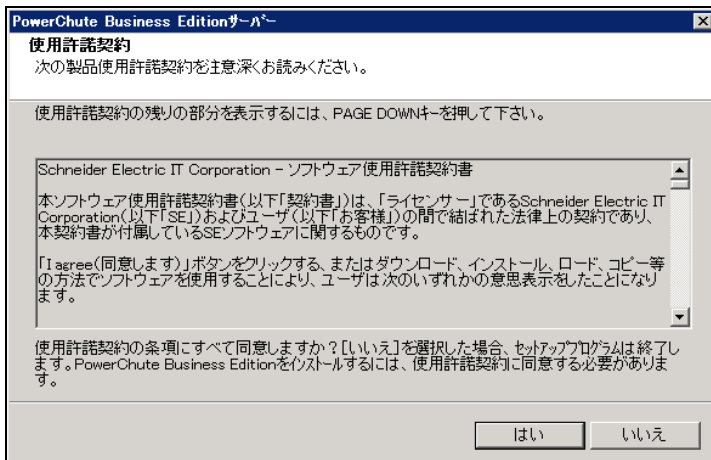 PowerChute Business Editionｻｰﾊﾞｰ
使用許諾契約
次の製品使用許諾契約を注意深くお読みください。
使用許諾契約の残りの部分を表示するには、PAGE DOWNｷｰを押して下さい。
Schneider Electric IT Corporation – ソフトウェア使用許諾契約書
本ソフトウェア使用許諾契約書(以下「契約書」)は、「ライセンサー」であるSchneider Electric IT
Corporation(以下「SE」)およびユーザ(以下「お客様」)の間で結ばれた法律上の契約であり、
本契約書が付属しているSEソフトウェアに関するものです。
「I agree(同意します)」ボタンをクリックする、またはダウンロード、インストール、ロード、コピー等
の方法でソフトウェアを使用することにより、ユーザは次のいずれかの意思表示をしたことになり
ます。
使用許諾契約の条項にすべて同意しますか？[いいえ]を選択した場合、ｾｯﾄｱｯﾌﾟﾌﾟﾛｸﾞﾗﾑは終了し
ます。PowerChute Business Editionをｲﾝｽﾄｰﾙするには、使用許諾契約に同意する必要がありま
す。
はい
いいえ